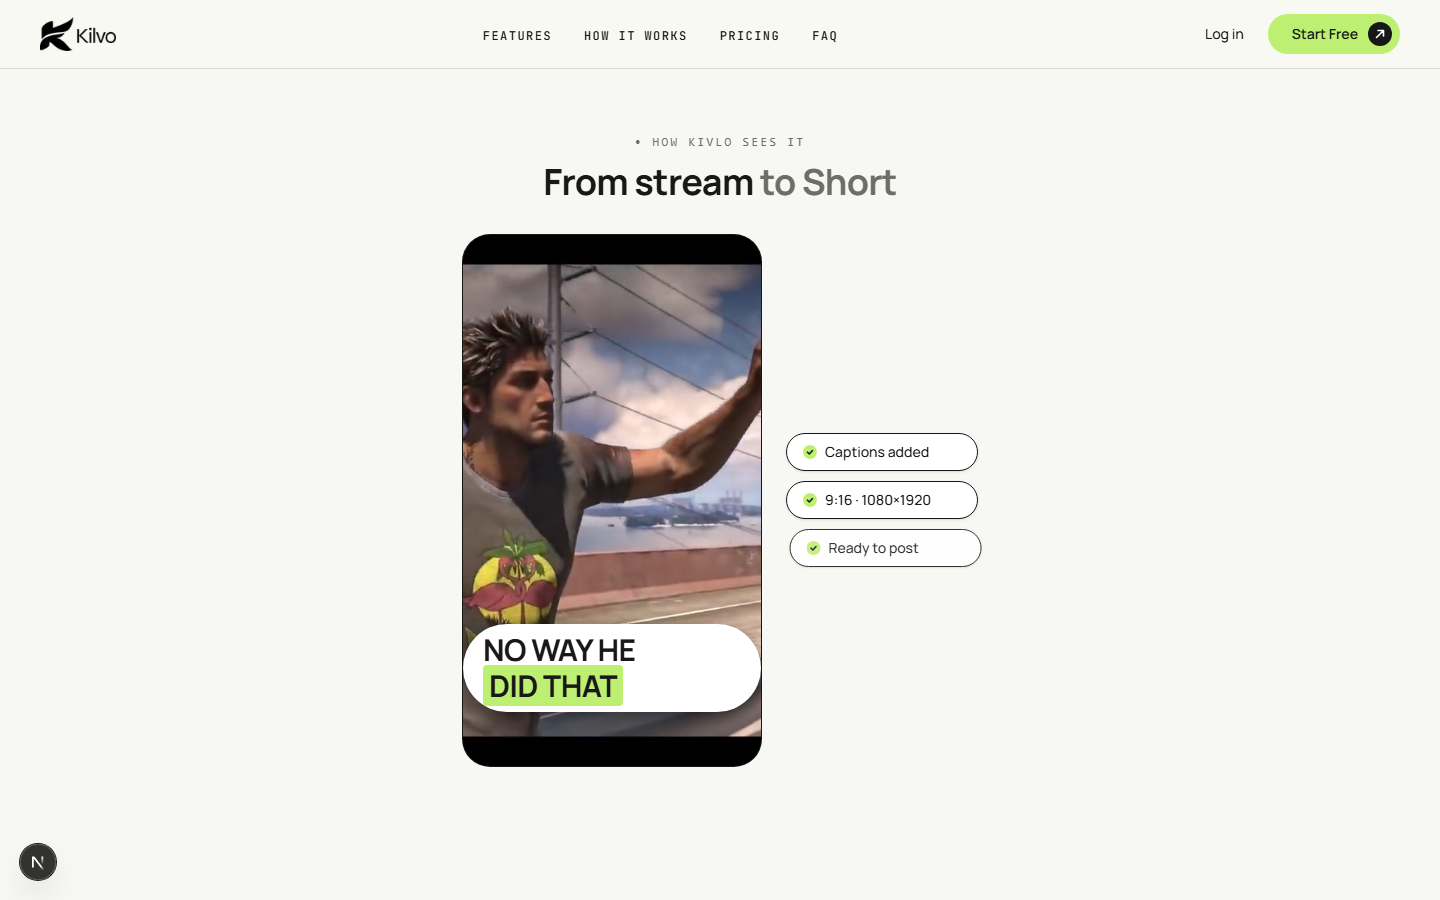 Kilvo
FEATURES
HOW IT WORKS
PRICING
FAQ
Log in
Start Free
• HOW KIVLO SEES IT
From stream to Short
NO WAY HE
DID THAT
Captions added
9:16 · 1080×1920
Ready to post
N